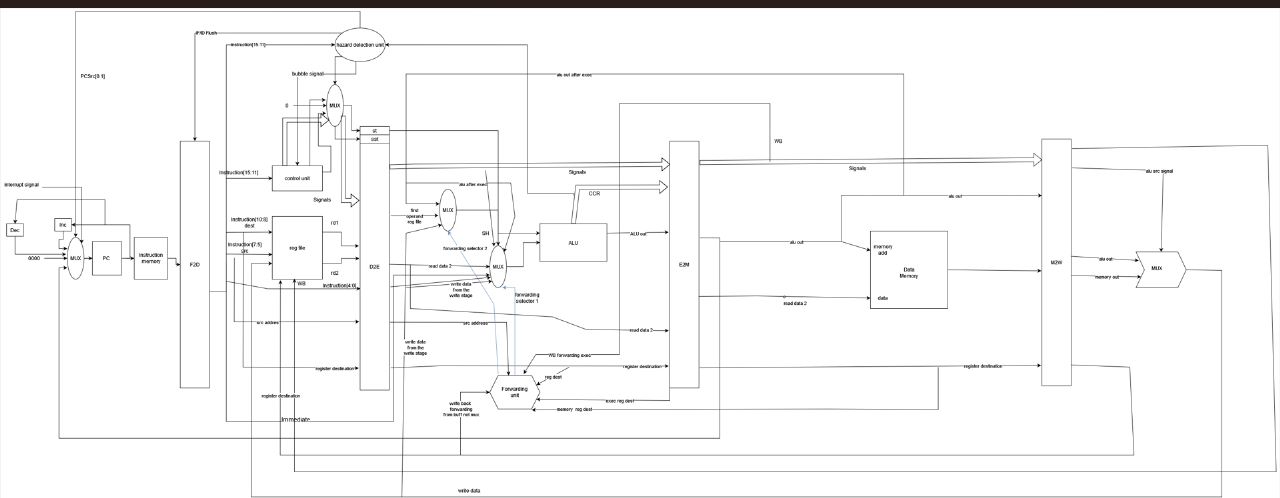 IF/ID flush
Instruction[15:11]
hazard detection unit
PCSrc[0:1]
bubble signal
0
MUX
alu out after exec
st
WB
control unit
Instruction[15:11]
Signals
CCR
Signals
alu src signal
Interrupt signal
Dec
Inc
0000
MUX
PC
Instruction
memory
F2D
Instruction[10:8]
dest
Instruction[7:5]
src
reg file
rd1
rd2
WB
Instruction[4:0]
Signals
D2E
alu after exec
MUX
first
operand
reg file
SH
forwarding selector 2
MUX
read data 2
write data
from the
write stage
forwarding
selector 1
ALU
ALU out
E2M
alu out
alu out
memory
add
Data
Memory
data
read data 2
M2W
alu out
memory out
MUX
src address
src address
read data 2
write data
from the
write stage
WB forwarding exec
register destination
register destination
register destination
reg dest
Forwarding
unit
exec reg dest
memory reg dest
register destination
write back
forwarding
from buff not mux
Immediate
write data